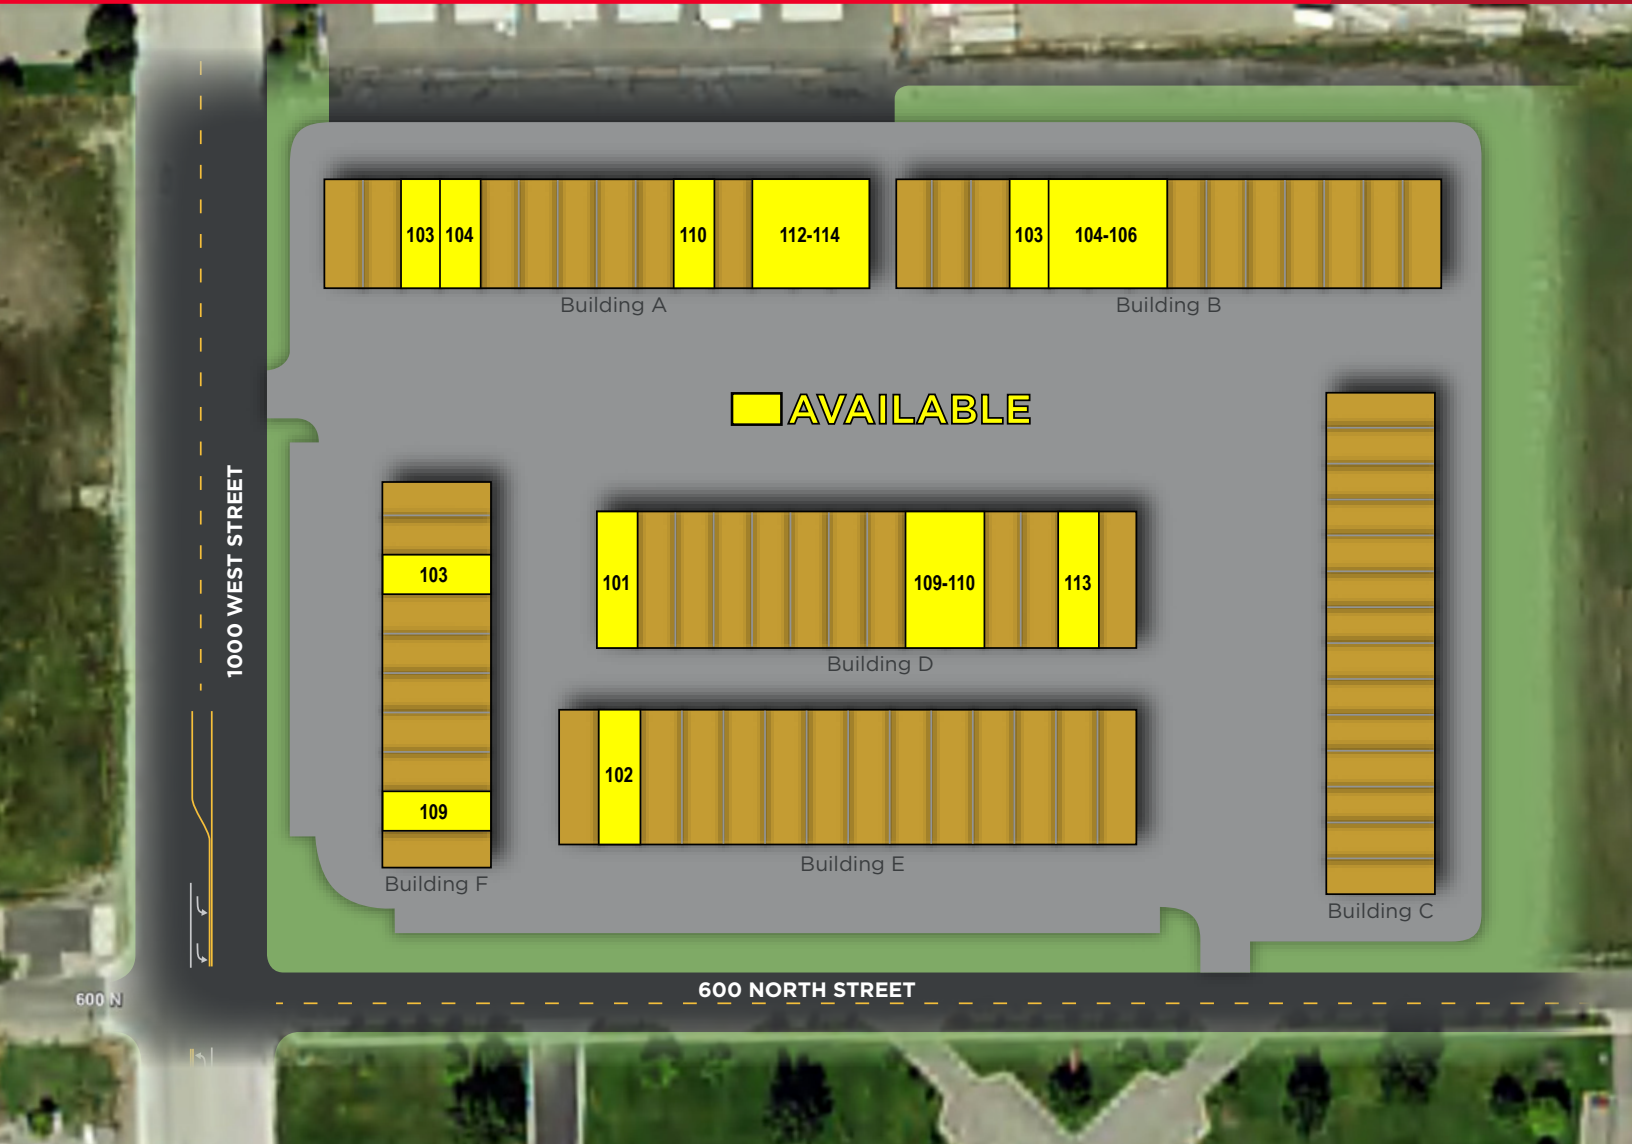 103
104
110
112-114
103
104-106
Building A
Building B
AVAILABLE
1000 WEST STREET
103
109
Building F
101
109-110
113
Building D
102
Building E
Building C
600 NORTH STREET
600 N